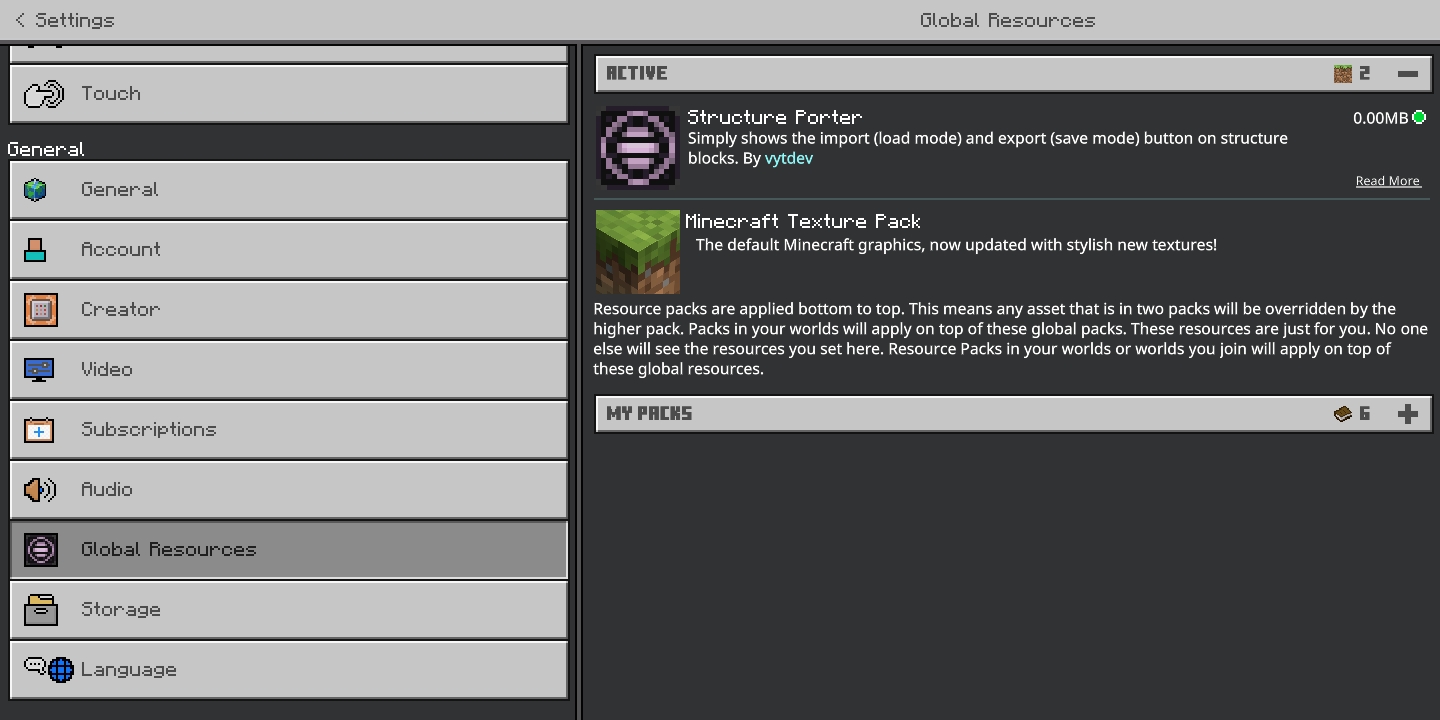 Settings
Global Resources
Touch
General
General
Account
Creator
Video
Subscriptions
Audio
Global Resources
Storage
Language
ACTIVE
2
Structure Porter
0.00MB
Simply shows the import (load mode) and export (save mode) button on structure
blocks. By vytdev
Read More
Minecraft Texture Pack
The default Minecraft graphics, now updated with stylish new textures!
Resource packs are applied bottom to top. This means any asset that is in two packs will be overridden by the
higher pack. Packs in your worlds will apply on top of these global packs. These resources are just for you. No one
else will see the resources you set here. Resource Packs in your worlds or worlds you join will apply on top of
these global resources.
MY PACKS
6